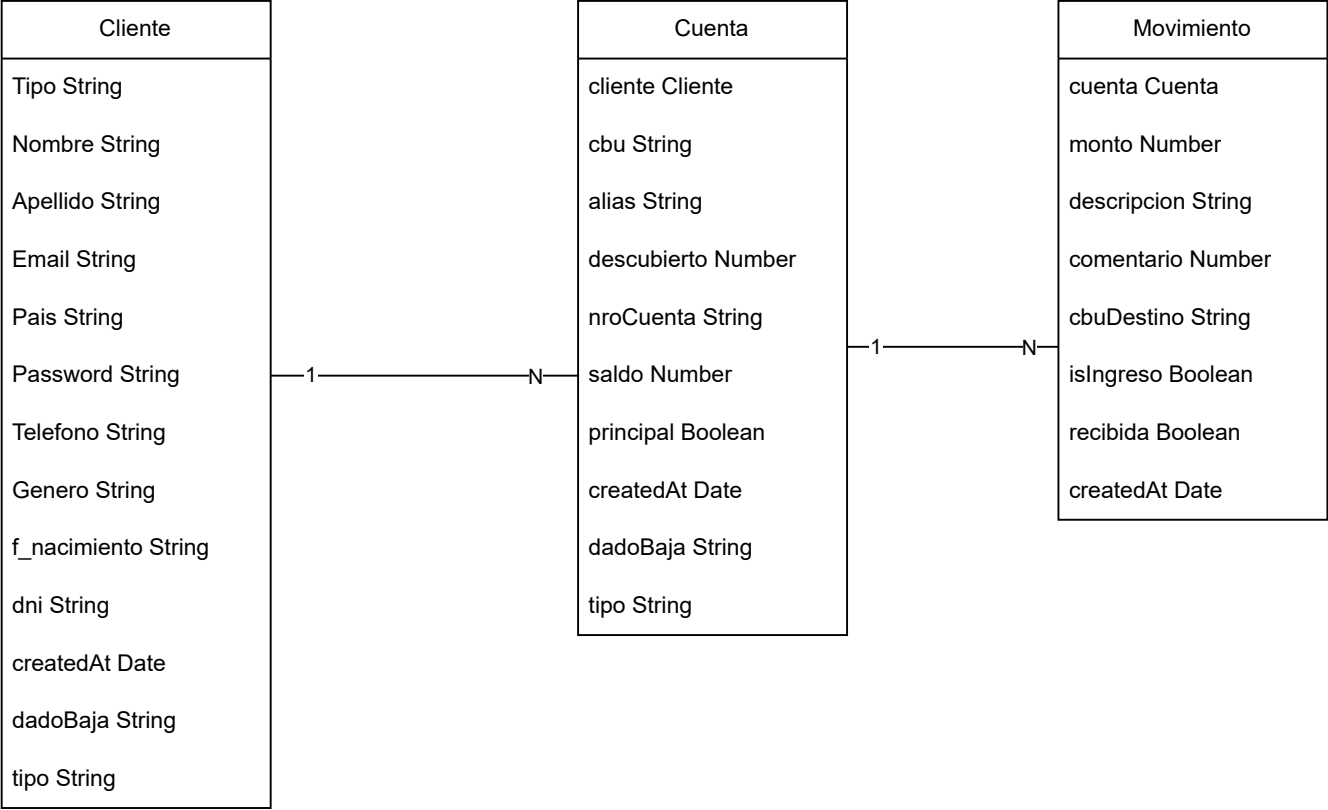 Cliente
Tipo String
Nombre String
Apellido String
Email String
Pais String
Password String
Telefono String
Genero String
f_nacimiento String
dni String
createdAt Date
dadoBaja String
tipo String
1
N
Cuenta
cliente Cliente
cbu String
alias String
descubierto Number
nroCuenta String
saldo Number
principal Boolean
createdAt Date
dadoBaja String
tipo String
1
N
Movimiento
cuenta Cuenta
monto Number
descripcion String
comentario Number
cbuDestino String
isIngreso Boolean
recibida Boolean
createdAt Date